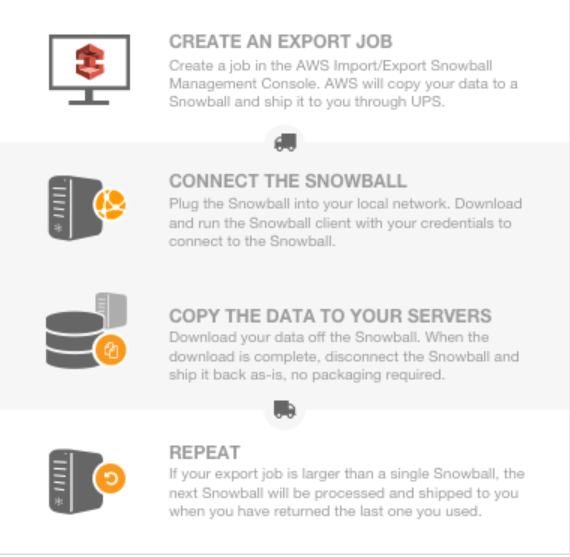 CREATE AN EXPORT JOB
Create a job in the AWS Import/Export Snowball
Management Console. AWS will copy your data to a
Snowball and ship it to you through UPS.
CONNECT THE SNOWBALL
Plug the Snowball into your local network. Download
and run the Snowball client with your credentials to
connect to the Snowball.
COPY THE DATA TO YOUR SERVERS
Download your data off the Snowball. When the
download is complete, disconnect the Snowball and
ship it back as-is, no packaging required.
REPEAT
If your export job is larger than a single Snowball, the
next Snowball will be processed and shipped to you
when you have returned the last one you used.